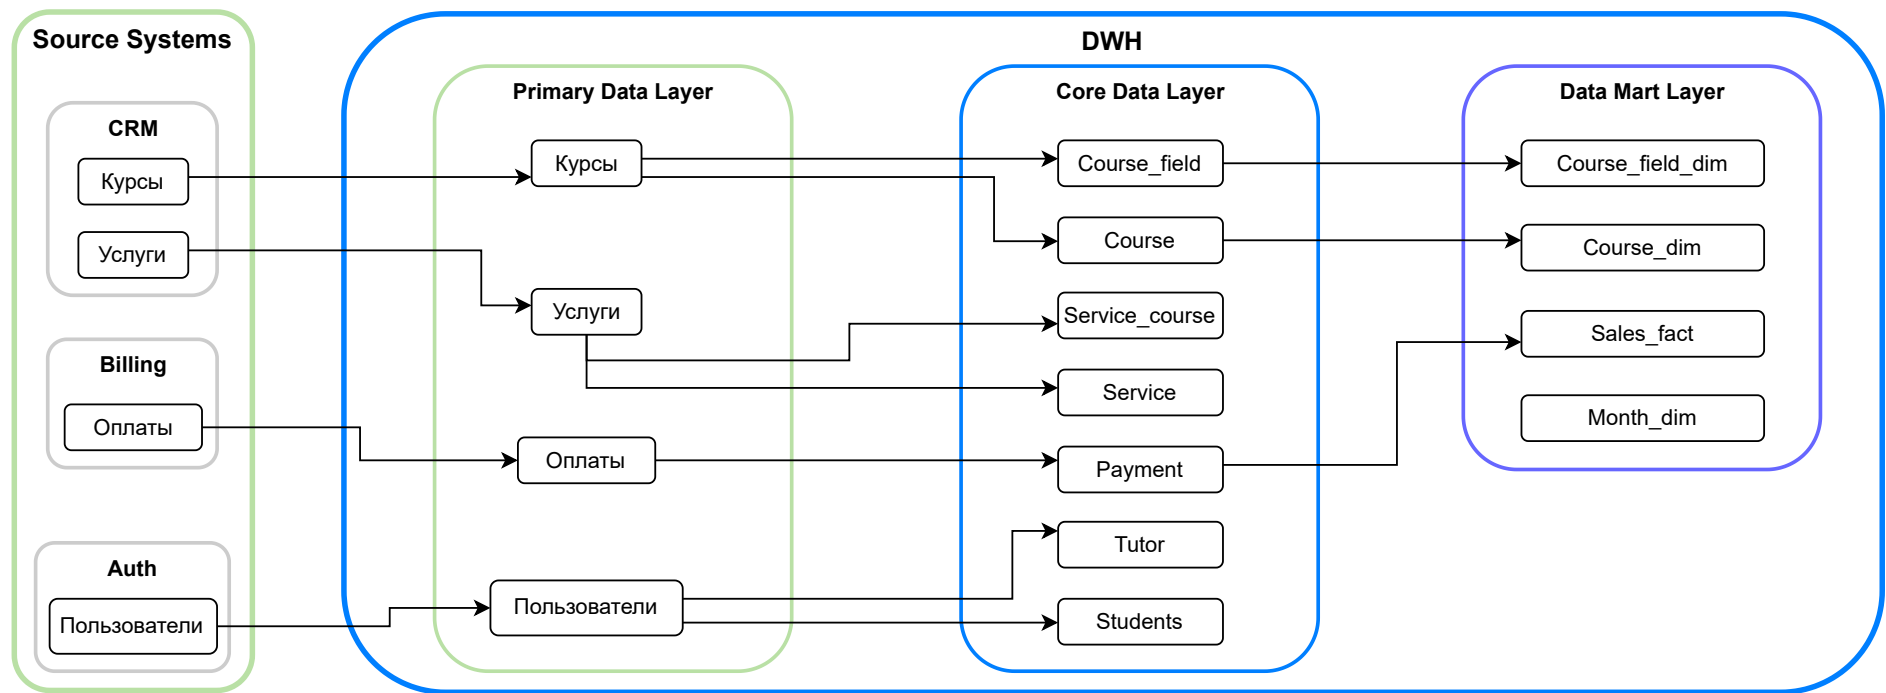 Source Systems
CRM
Курсы
Услуги
Billing
Оплаты
Auth
Пользователи
DWH
Primary Data Layer
Курсы
Услуги
Оплаты
Пользователи
Core Data Layer
Course_field
Course
Service_course
Service
Payment
Tutor
Students
Data Mart Layer
Course_field_dim
Course_dim
Sales_fact
Month_dim